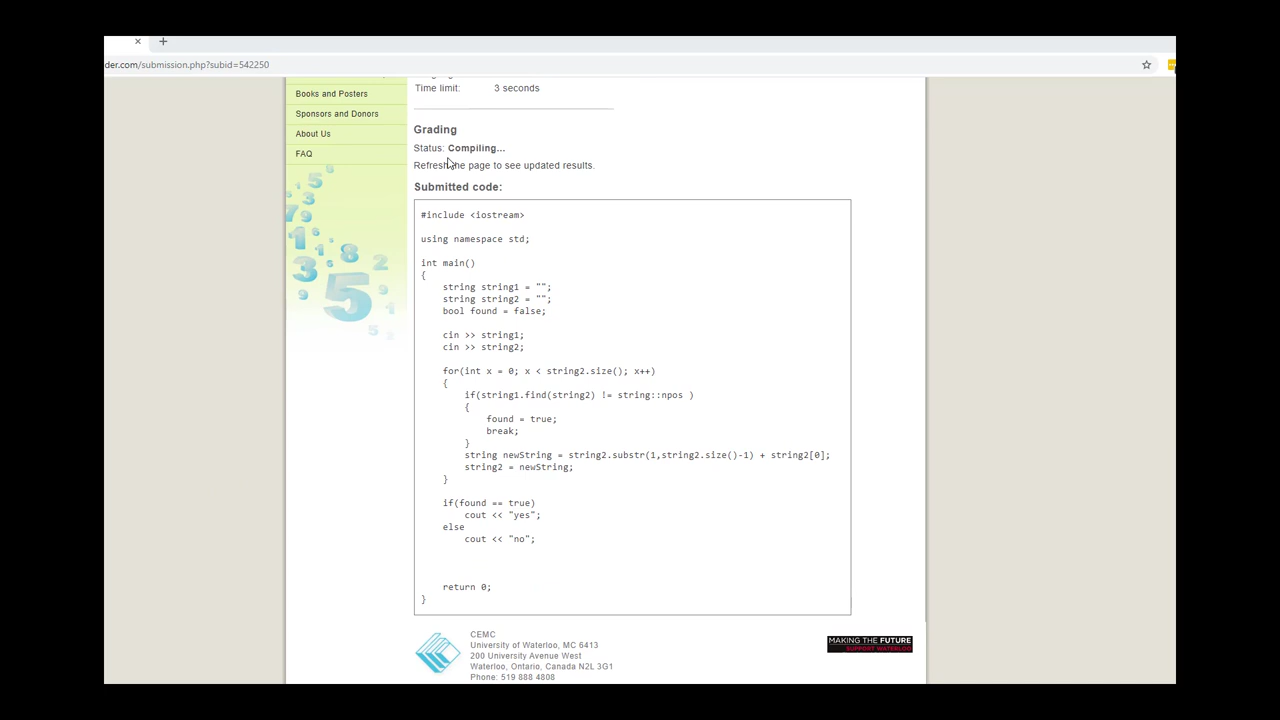 der.com/submission.php?subid=542250
Time limit: 3 seconds
Books and Posters
Sponsors and Donors
About Us
FAQ
Grading
Status: Compiling...
Refresh the page to see updated results.
Submitted code:
#include <iostream>
using namespace std;
int main()
{
string string1 = "";
string string2 = "";
bool found = false;
cin >> string1;
cin >> string2;
for(int x = 0; x < string2.size(); x++)
{
if(string1.find(string2) != string::npos )
{
found = true;
break;
}
string newString = string2.substr(1,string2.size()-1) + string2[0];
string2 = newString;
}
if(found == true)
cout << "yes";
else
cout << "no";
return 0;
}
CEMC
University of Waterloo, MC 6413
200 University Avenue West
Waterloo, Ontario, Canada N2L 3G1
Phone: 519 888 4808
MAKING THE FUTURE
SUPPORT WATERLOO